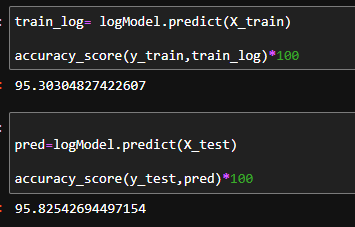 train_log= logModel.predict(X_train)
accuracy_score(y_train,train_log)*100
95.30304827422607
pred=logModel.predict(X_test)
accuracy_score(y_test,pred)*100
95.82542694497154